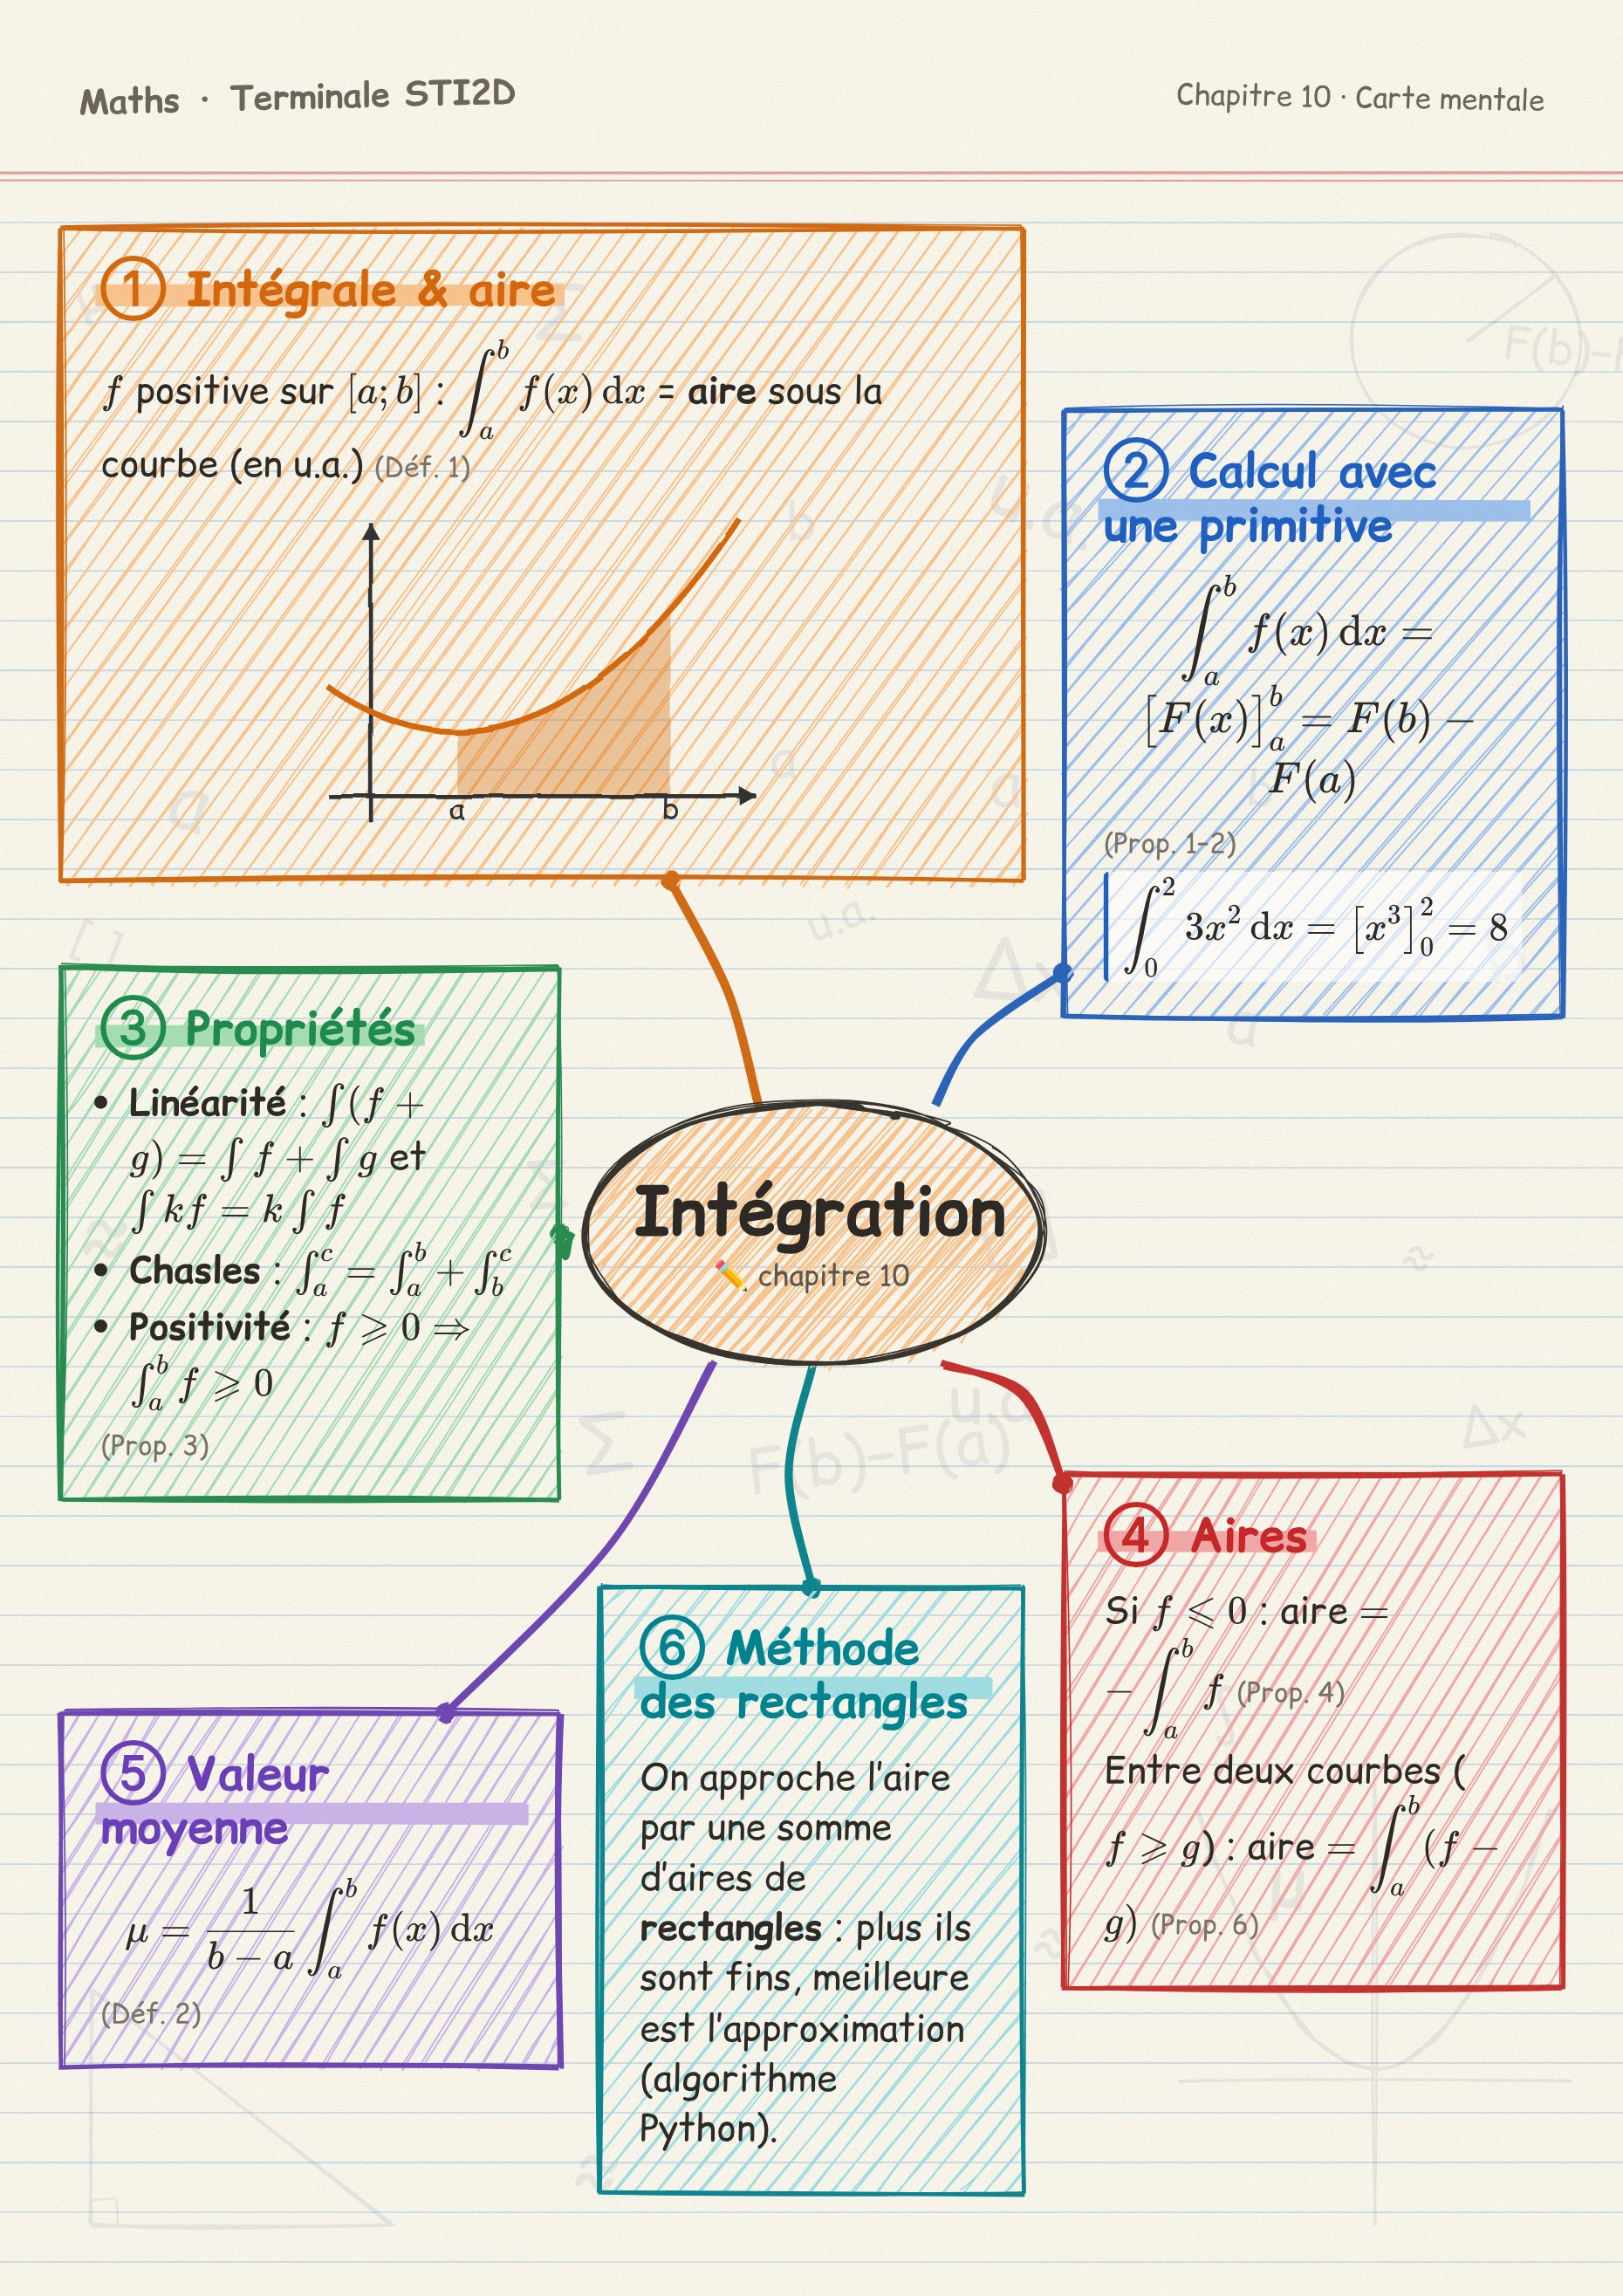 Maths · Terminale STI2D
Chapitre 10 · Carte mentale
① Intégrale & aire
f positive sur [a; b] : ∫_a^b f(x) dx = aire sous la
courbe (en u.a.) (Déf. 1)
a
b
② Calcul avec
une primitive
∫_a^b f(x) dx =
[F(x)]_a^b = F(b) −
F(a)
(Prop. 1-2)
∫_0^2 3x² dx = [x³]_0^2 = 8
③ Propriétés
• Linéarité : ∫(f +
g) = ∫ f + ∫ g et
∫ kf = k ∫ f
• Chasles : ∫_a^c = ∫_a^b + ∫_b^c
• Positivité : f ⩾ 0 ⇒
∫_a^b f ⩾ 0
(Prop. 3)
Intégration
✏️ chapitre 10
④ Aires
Si f ⩽ 0 : aire =
− ∫_a^b f (Prop. 4)
Entre deux courbes (
f ⩾ g) : aire = ∫_a^b (f −
g) (Prop. 6)
⑤ Valeur
moyenne
μ = 1/(b − a) ∫_a^b f(x) dx
(Déf. 2)
⑥ Méthode
des rectangles
On approche l'aire
par une somme
d'aires de
rectangles : plus ils
sont fins, meilleure
est l'approximation
(algorithme
Python).
u.a.
Δx
F(b)-F(a)
Σ